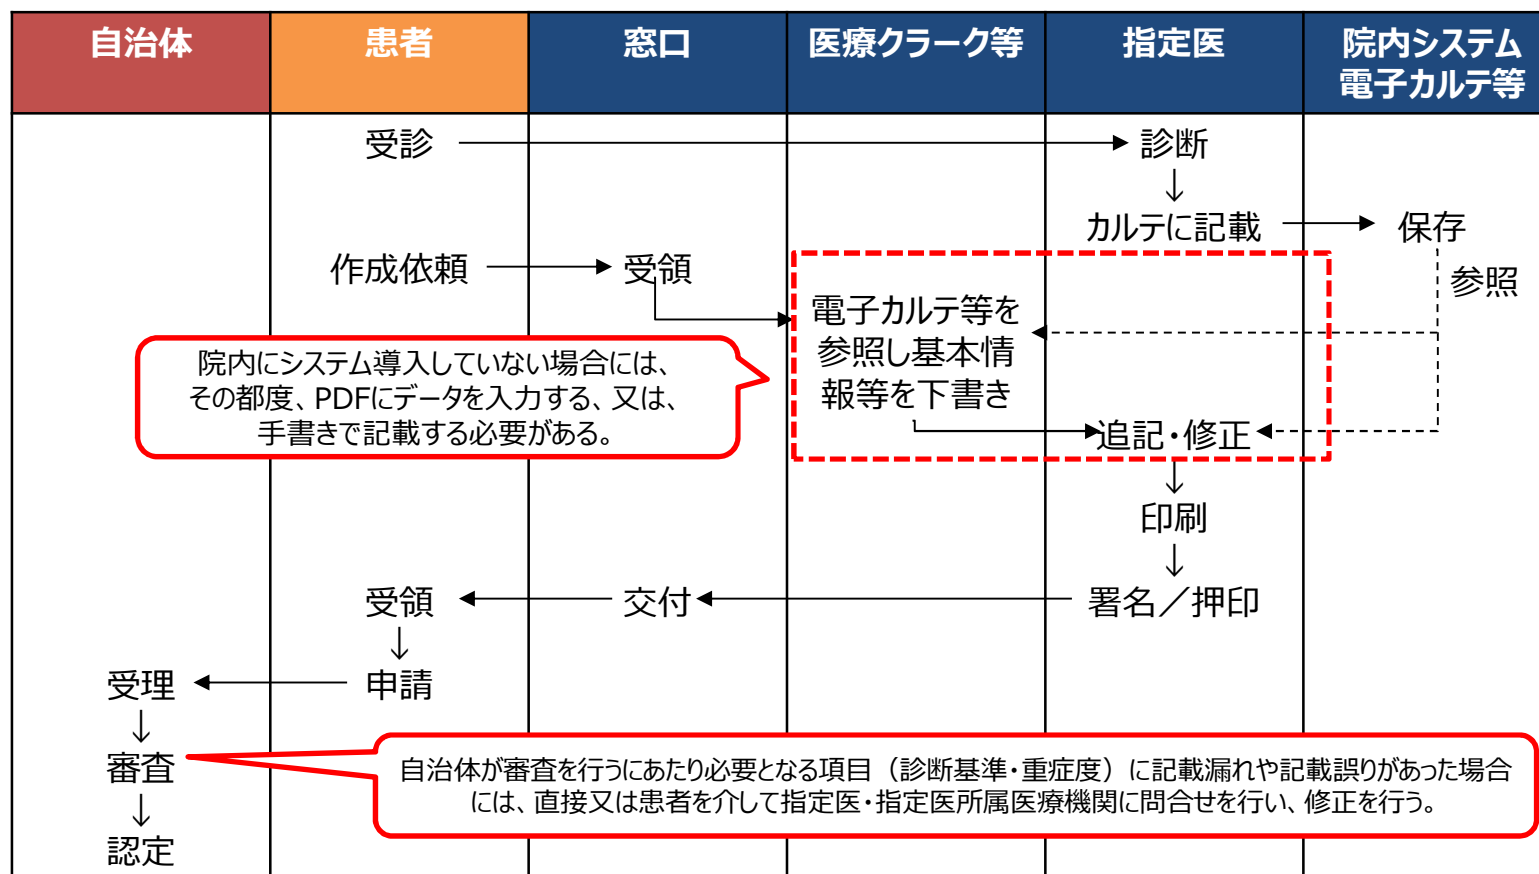 自治体
患者
窓口
医療クラーク等
指定医
院内システム
電子カルテ等
受診
診断
カルテに記載
保存
作成依頼
受領
参照
電子カルテ等を
参照し基本情
報等を下書き
院内にシステム導入していない場合には、
その都度、PDFにデータを入力する、又は、
手書きで記載する必要がある。
追記・修正
印刷
受領
交付
署名／押印
受理
申請
審査
自治体が審査を行うにあたり必要となる項目（診断基準・重症度）に記載漏れや記載誤りがあった場合
には、直接又は患者を介して指定医・指定医所属医療機関に問合せを行い、修正を行う。
認定